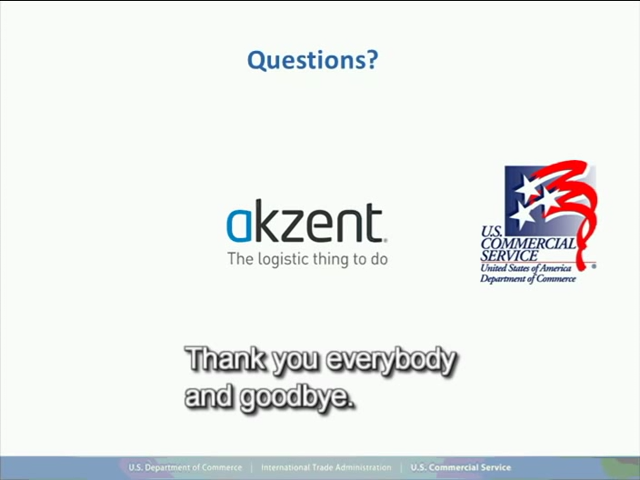 Questions?
akzent
The logistic thing to do
U.S.
COMMERCIAL
SERVICE
United States of America
Department of Commerce
Thank you everybody
and goodbye.
U.S. Department of Commerce | International Trade Administration | U.S. Commercial Service